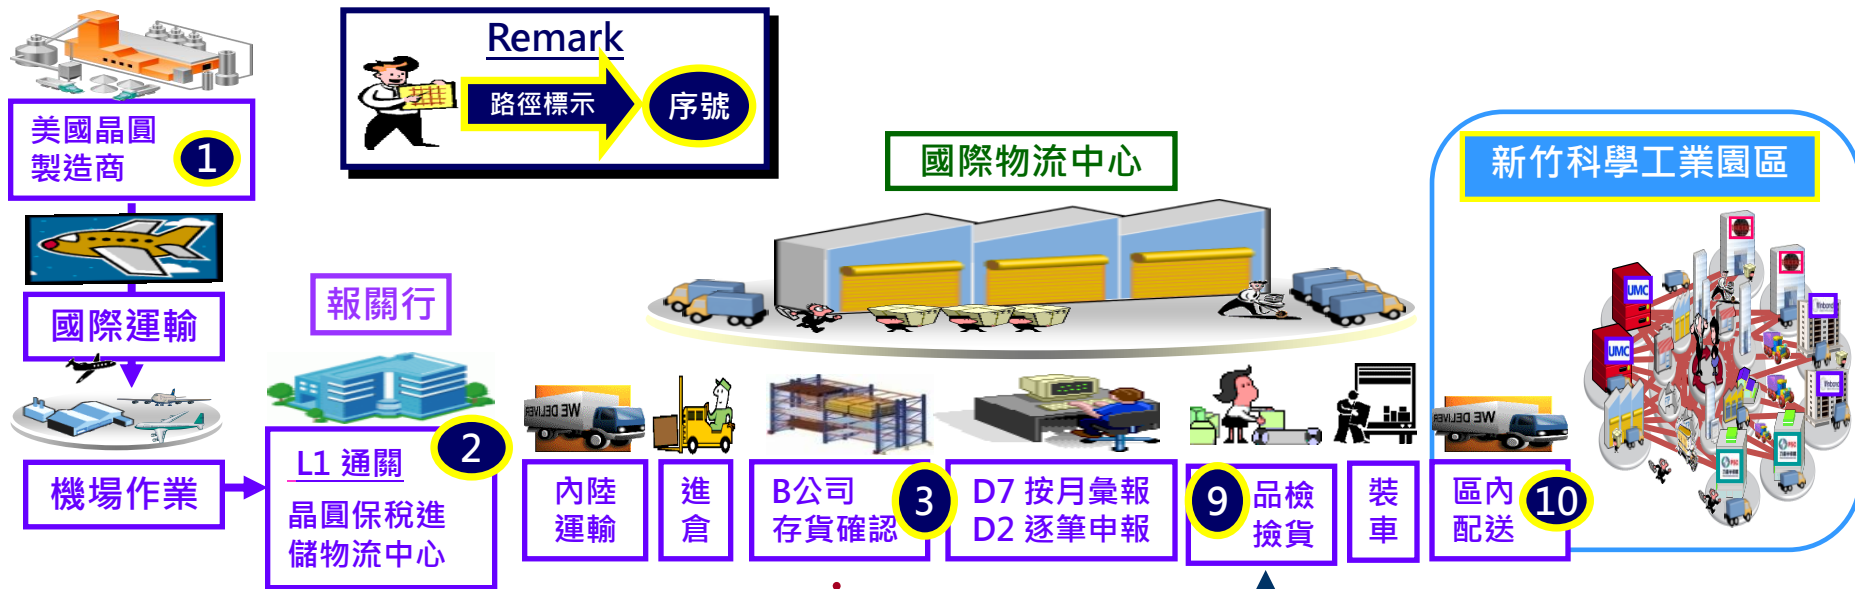 Remark
路徑標示
序號
美國晶圓
製造商
1
國際物流中心
新竹科學工業園區
國際運輸
報關行
UMC
UMC
Winbond
Winbond
PSC
PSC
WE DELIVER
WE DELIVER
機場作業
L1 通關
2
晶圓保稅進
儲物流中心
內陸
運輸
進
倉
B公司
存貨確認
3
D7 按月彙報
D2 逐筆申報
9
品檢
撿貨
裝
車
區內
配送
10